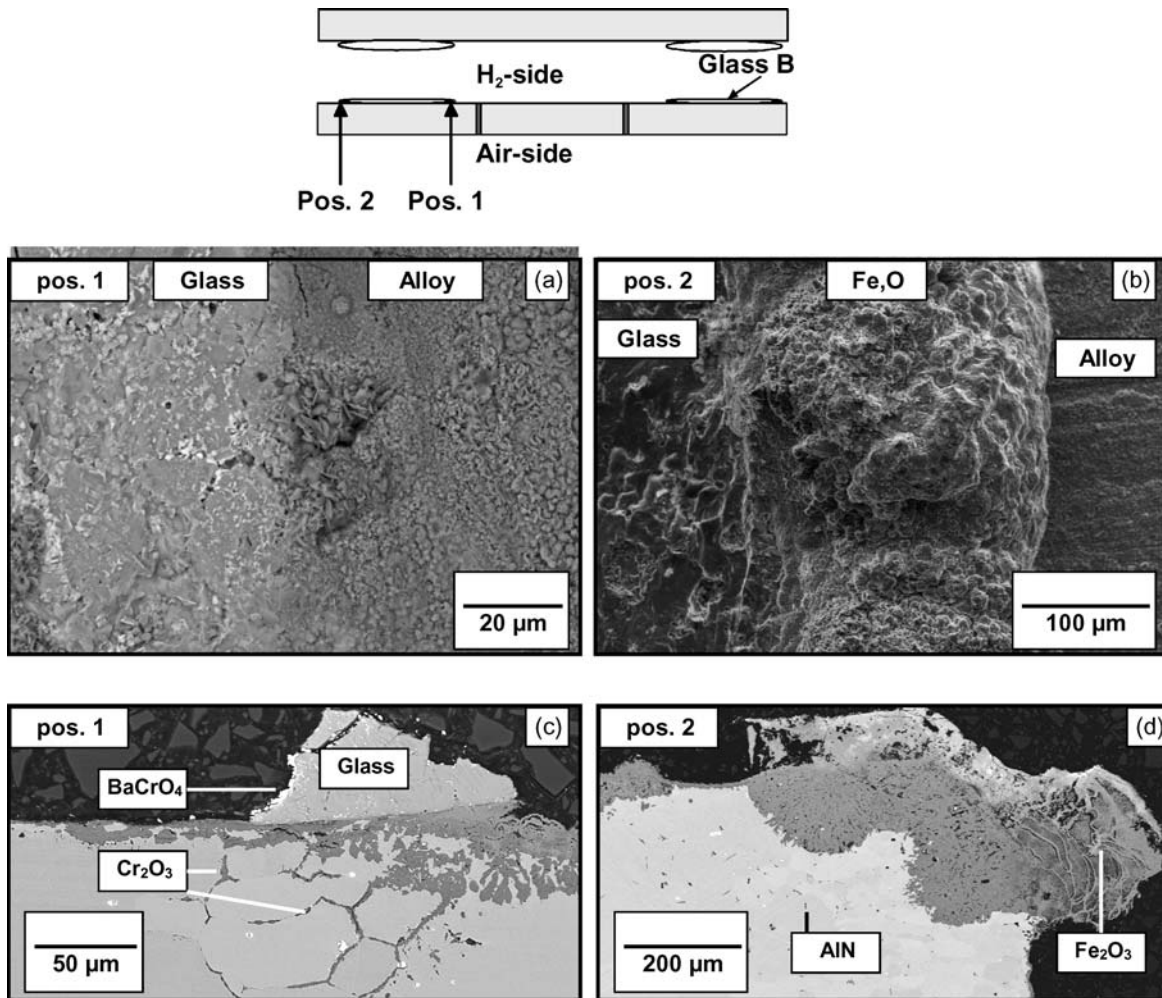 H₂-side
Glass B
Air-side
Pos. 2
Pos. 1
pos. 1
Glass
Alloy
(a)
20 µm
pos. 2
Fe,O
(b)
Glass
Alloy
100 µm
pos. 1
(c)
Glass
BaCrO₄
Cr₂O₃
50 µm
pos. 2
(d)
AlN
Fe₂O₃
200 µm